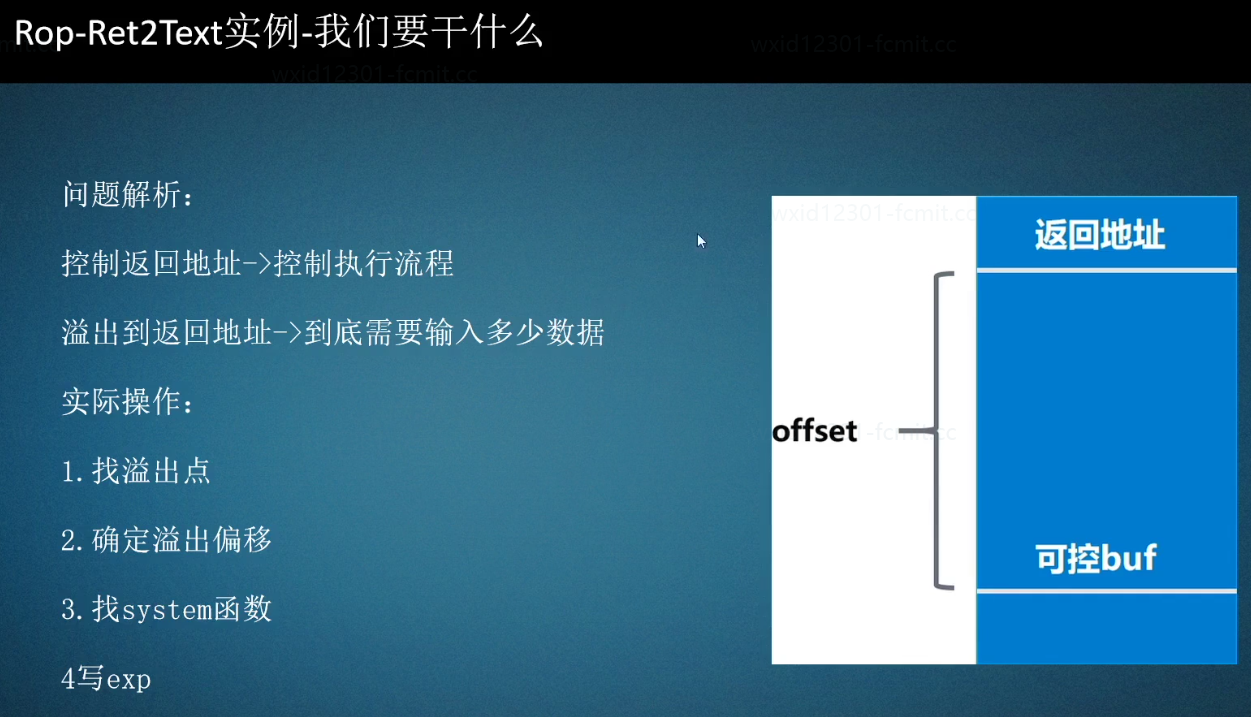 Rop-Ret2Text实例-我们要干什么
wxid12301-fcmit.cc
wxid12301-fcmit.cc
问题解析：
控制返回地址->控制执行流程
溢出到返回地址->到底需要输入多少数据
实际操作：
1.找溢出点
2.确定溢出偏移
3.找system函数
4写exp
wxid12301-fcmit.cc
返回地址
offset
-fcmit.cc
可控buf